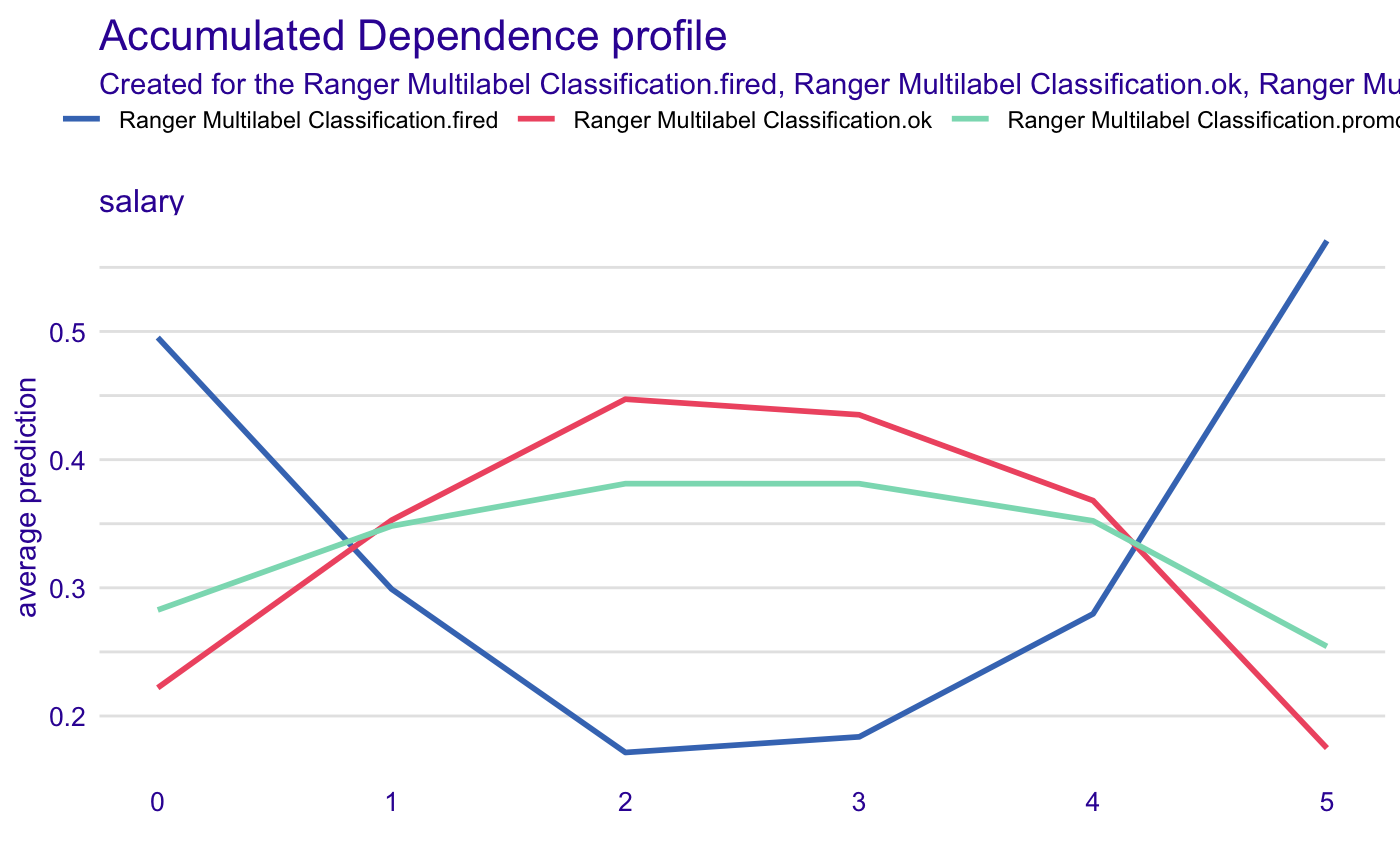 Accumulated Dependence profile
Created for the Ranger Multilabel Classification.fired, Ranger Multilabel Classification.ok, Ranger Mu
Ranger Multilabel Classification.fired Ranger Multilabel Classification.ok Ranger Multilabel Classification.promo
salary
0.5
0.4
0.3
0.2
average prediction
0 1 2 3 4 5